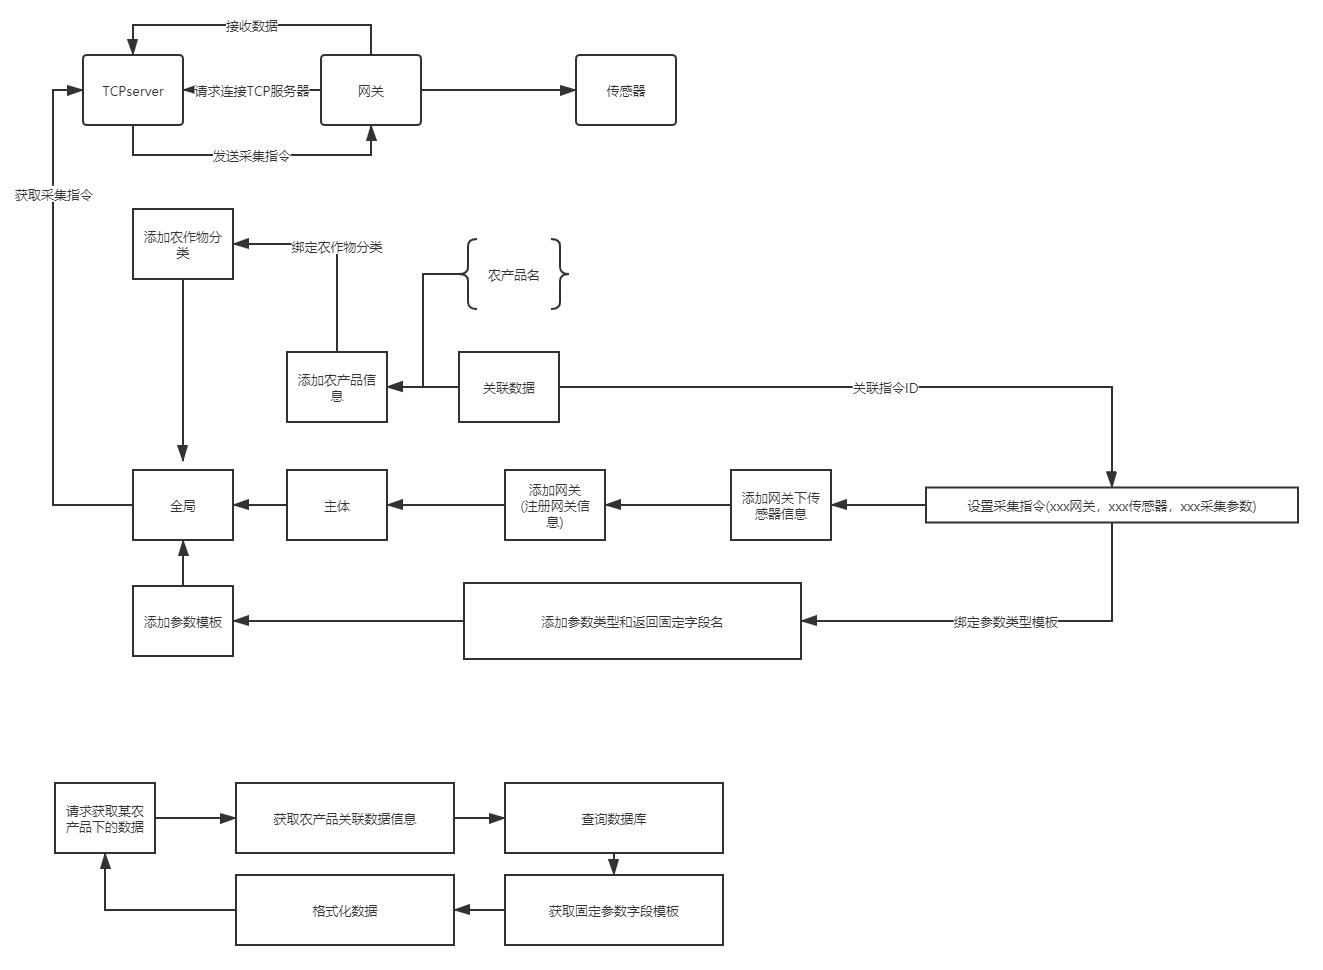 接收数据
TCPserver
请求连接TCP服务器
网关
传感器
发送采集指令
获取采集指令
添加农作物分
类
绑定农作物分类
农产品名
添加农产品信
息
关联数据
关联指令ID
全局
主体
添加网关
(注册网关信
息)
添加网关下传
感器信息
设置采集指令(xxx网关，xxx传感器，xxx采集参数)
添加参数模板
添加参数类型和返回固定字段名
绑定参数类型模板
请求获取某农
产品下的数据
获取农产品关联数据信息
查询数据库
格式化数据
获取固定参数字段模板